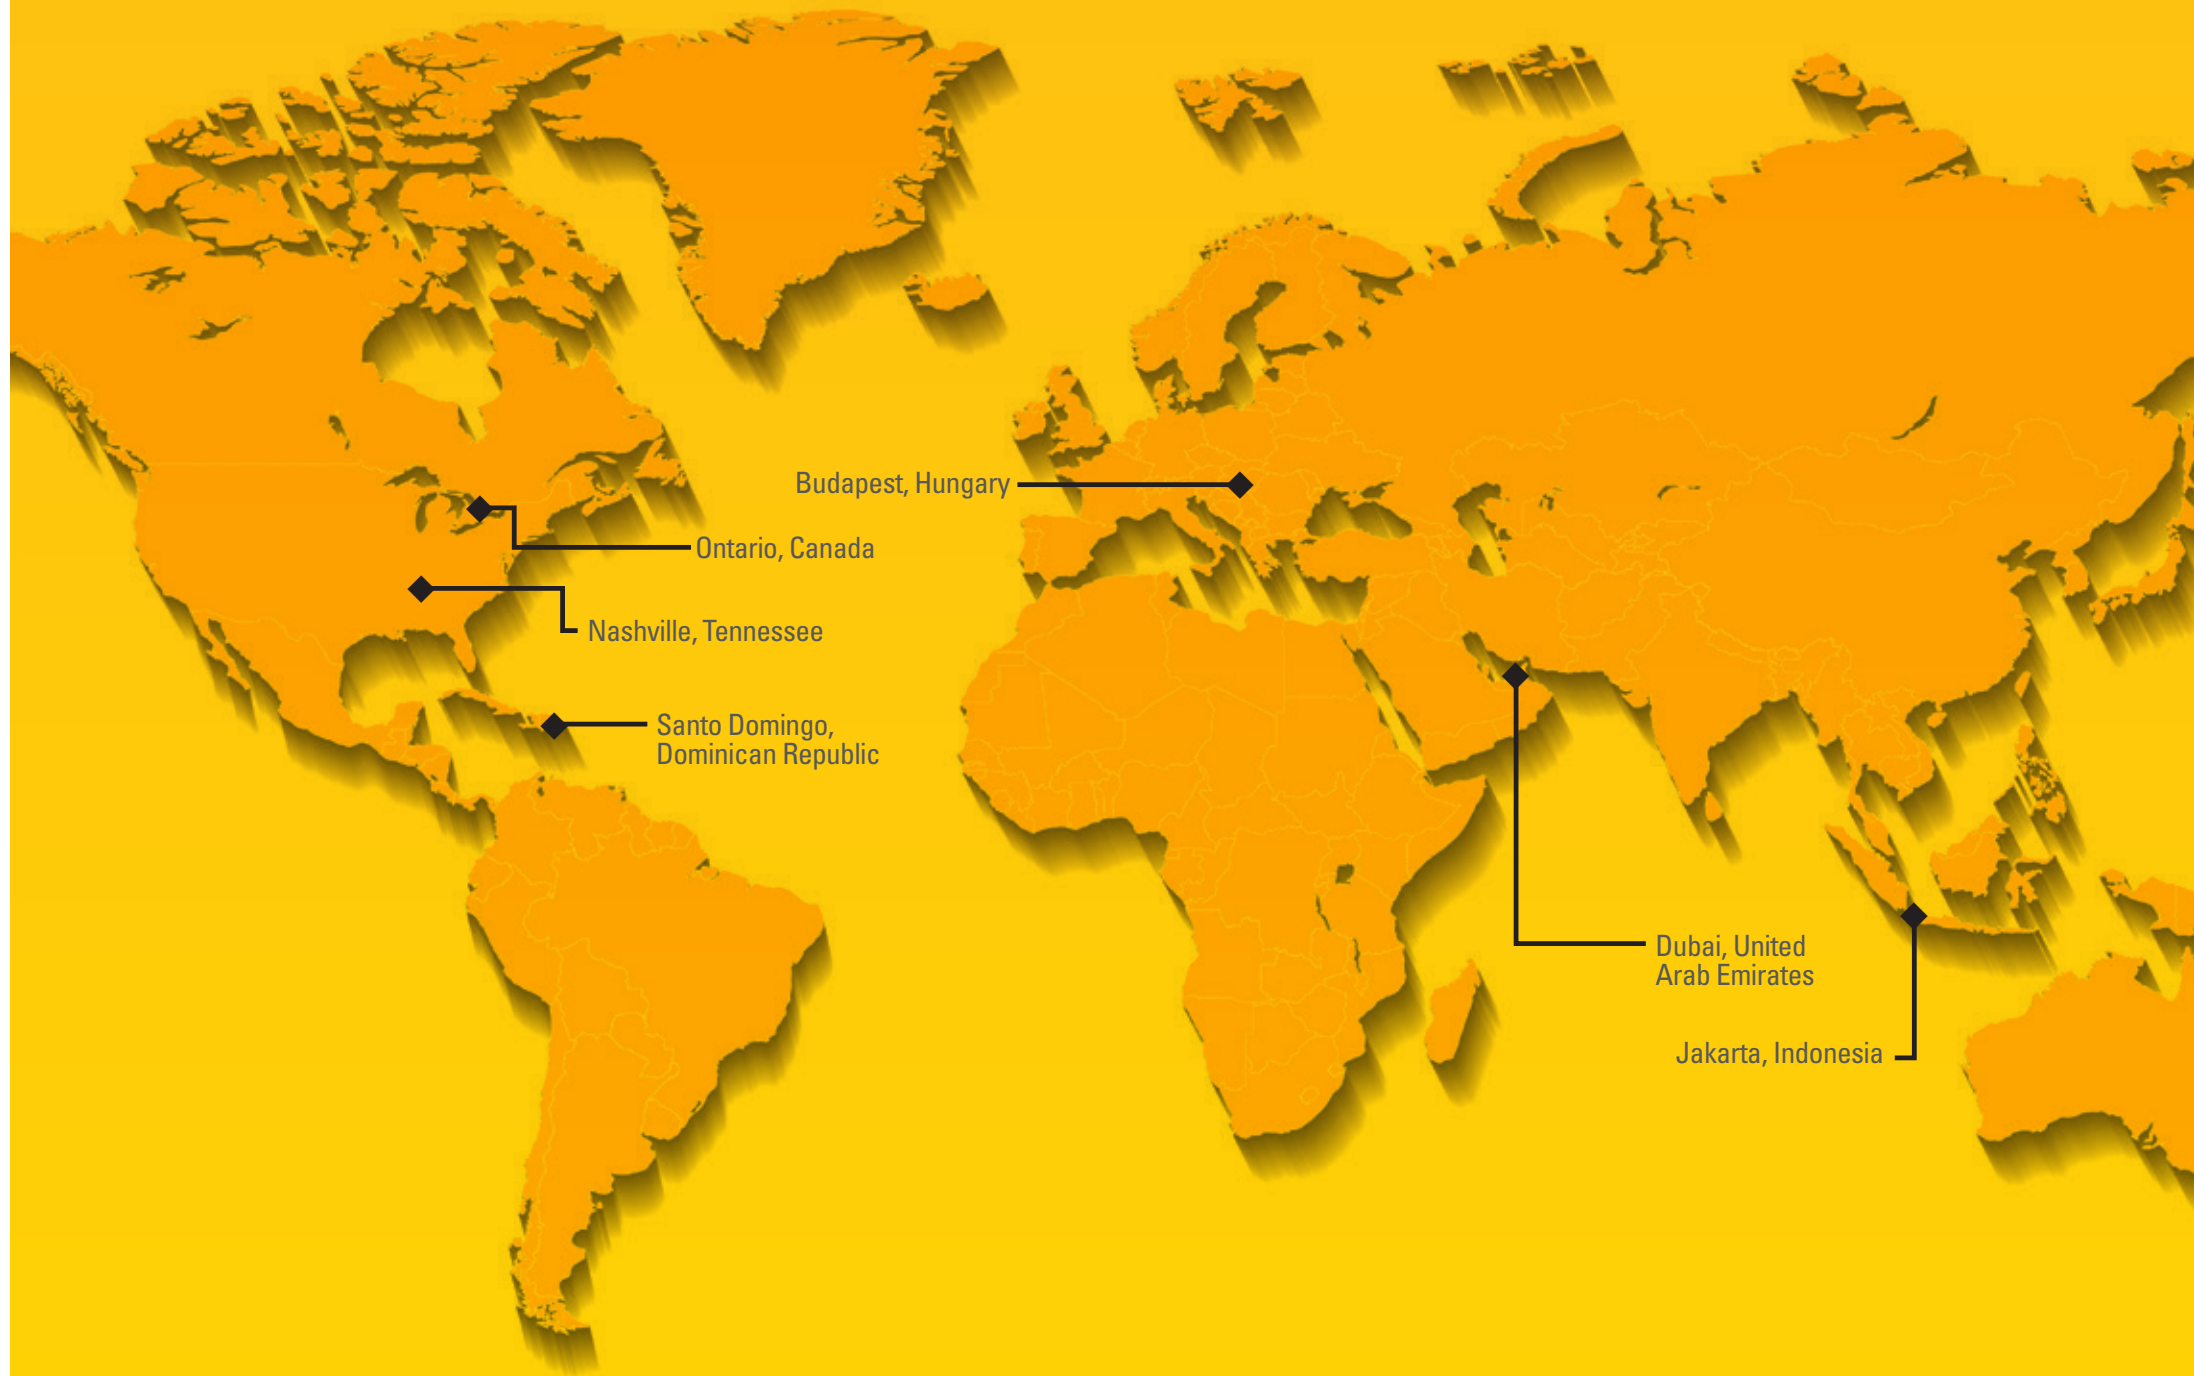 Budapest, Hungary
Ontario, Canada
Nashville, Tennessee
Santo Domingo,
Dominican Republic
Dubai, United
Arab Emirates
Jakarta, Indonesia